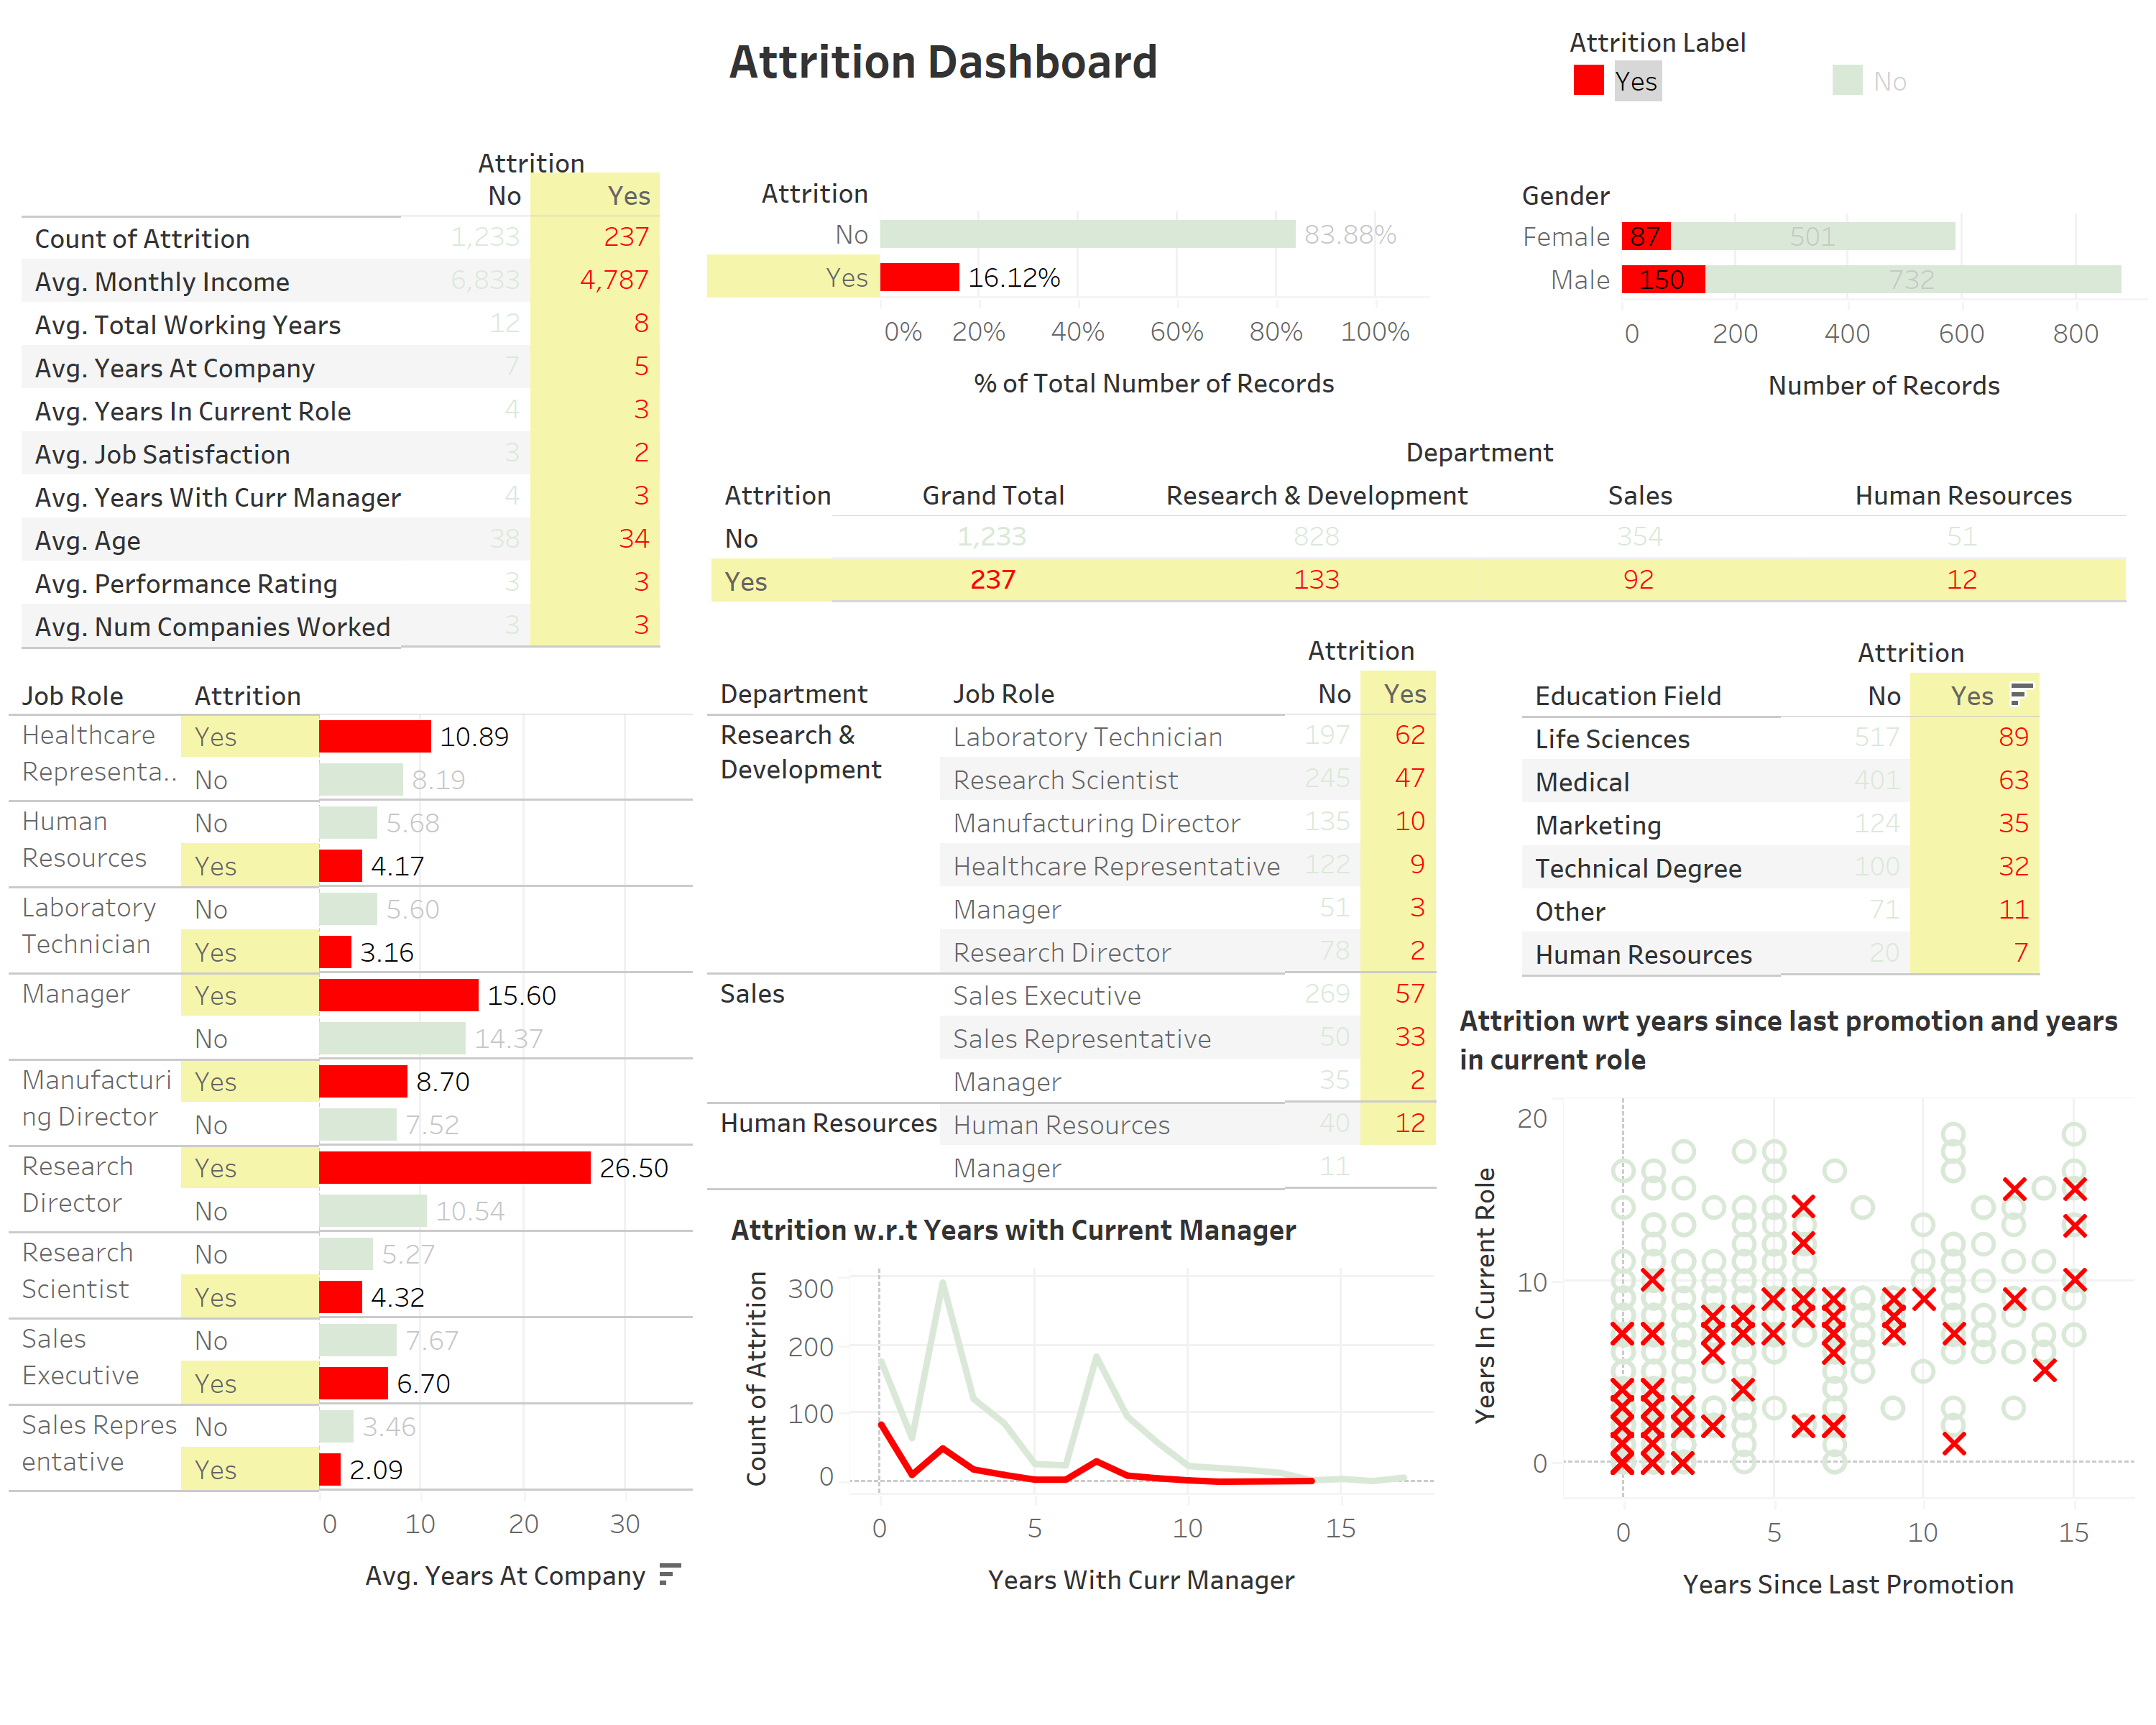 Attrition Dashboard
Attrition Label
Yes No
Attrition
No Yes
Count of Attrition 1,233 237
Avg. Monthly Income 6,833 4,787
Avg. Total Working Years 12 8
Avg. Years At Company 7 5
Avg. Years In Current Role 4 3
Avg. Job Satisfaction 3 2
Avg. Years With Curr Manager 4 3
Avg. Age 38 34
Avg. Performance Rating 3 3
Avg. Num Companies Worked 3 3
Attrition
No 83.88%
Yes 16.12%
0% 20% 40% 60% 80% 100%
% of Total Number of Records
Gender
Female 87 501
Male 150 732
0 200 400 600 800
Number of Records
Department
Attrition Grand Total Research & Development Sales Human Resources
No 1,233 828 354 51
Yes 237 133 92 12
Job Role Attrition
Healthcare
Representa..
Yes 10.89
No 8.19
Human
Resources
No 5.68
Yes 4.17
Laboratory
Technician
No 5.60
Yes 3.16
Manager
Yes 15.60
No 14.37
Manufacturi
ng Director
Yes 8.70
No 7.52
Research
Director
Yes 26.50
No 10.54
Research
Scientist
No 5.27
Yes 4.32
Sales
Executive
No 7.67
Yes 6.70
Sales Repres
entative
No 3.46
Yes 2.09
0 10 20 30
Avg. Years At Company
Attrition
Department Job Role No Yes
Research &
Development
Laboratory Technician 197 62
Research Scientist 245 47
Manufacturing Director 135 10
Healthcare Representative 122 9
Manager 51 3
Research Director 78 2
Sales Sales Executive 269 57
Sales Representative 50 33
Manager 35 2
Human Resources Human Resources 40 12
Manager 11
Attrition
Education Field No Yes
Life Sciences 517 89
Medical 401 63
Marketing 124 35
Technical Degree 100 32
Other 71 11
Human Resources 20 7
Attrition w.r.t Years with Current Manager
Count of Attrition
300
200
100
0
0 5 10 15
Years With Curr Manager
Attrition wrt years since last promotion and years
in current role
Years In Current Role
20
10
0
0 5 10 15
Years Since Last Promotion